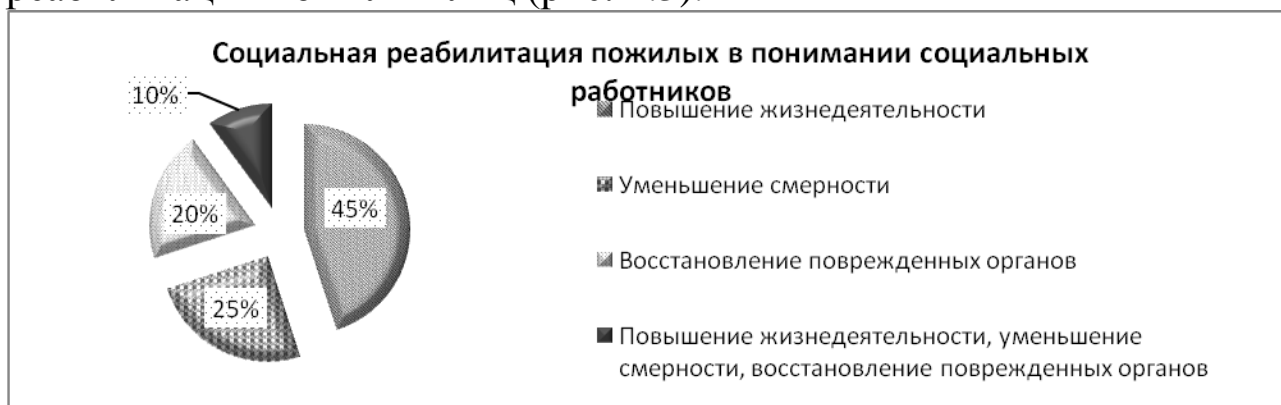 Социальная реабилитация пожилых в понимании социальных
работников
10%
45%
20%
25%
Повышение жизнедеятельности
Уменьшение смерности
Восстановление поврежденных органов
Повышение жизнедеятельности, уменьшение
смерности, восстановление поврежденных органов